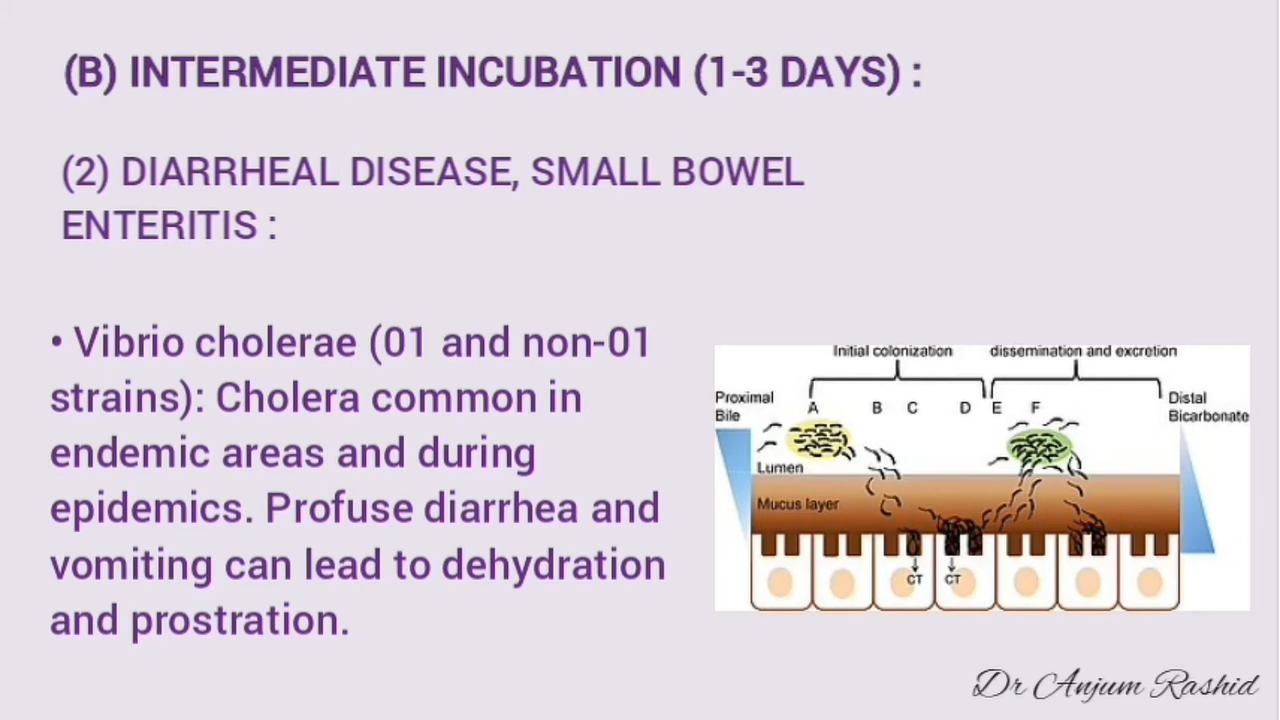 (B) INTERMEDIATE INCUBATION (1-3 DAYS) :
(2) DIARRHEAL DISEASE, SMALL BOWEL
ENTERITIS :
• Vibrio cholerae (01 and non-01
strains): Cholera common in
endemic areas and during
epidemics. Profuse diarrhea and
vomiting can lead to dehydration
and prostration.
Initial colonization
dissemination and excretion
Proximal
Bile
A B C D E F
Distal
Bicarbonate
Lumen
Mucus layer
CT CT
Dr Anjum Rashid